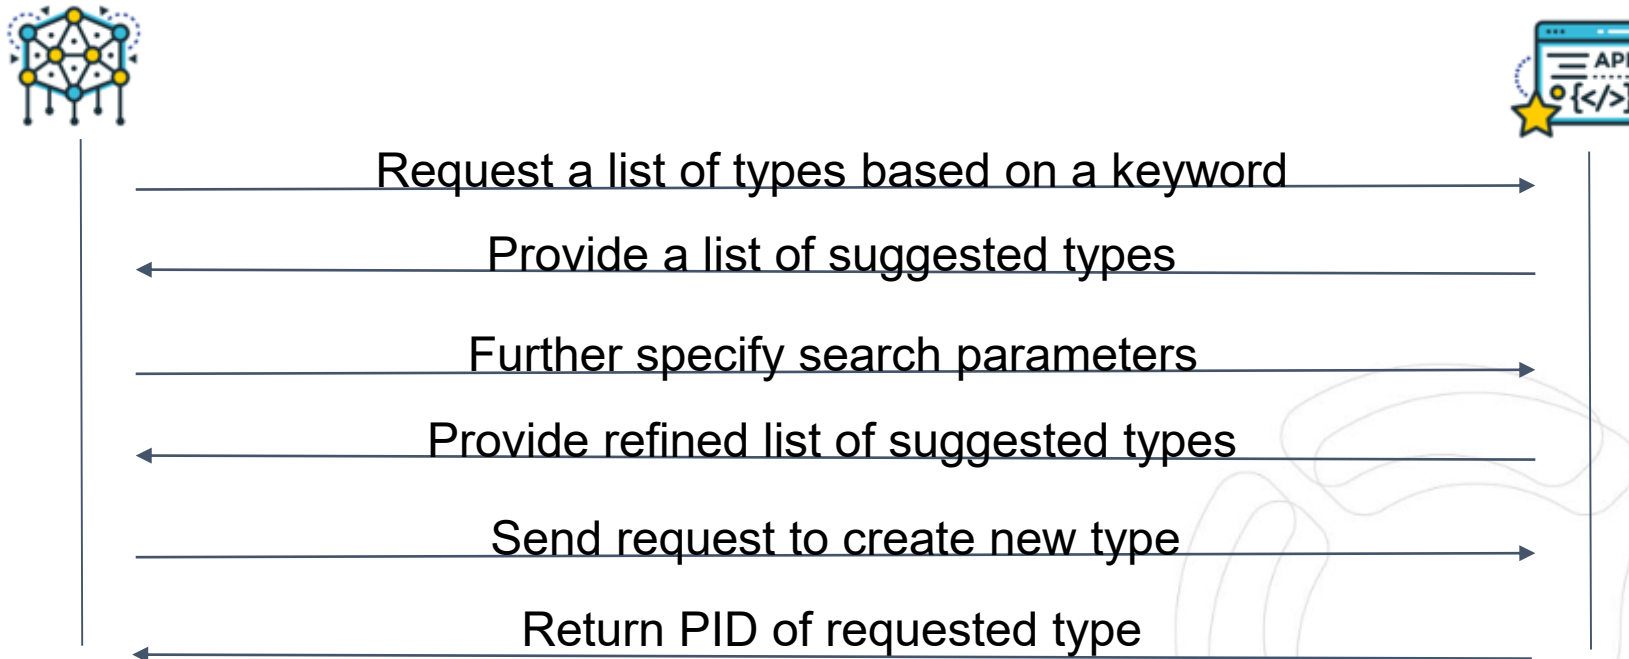 API
{</>}
Request a list of types based on a keyword
Provide a list of suggested types
Further specify search parameters
Provide refined list of suggested types
Send request to create new type
Return PID of requested type